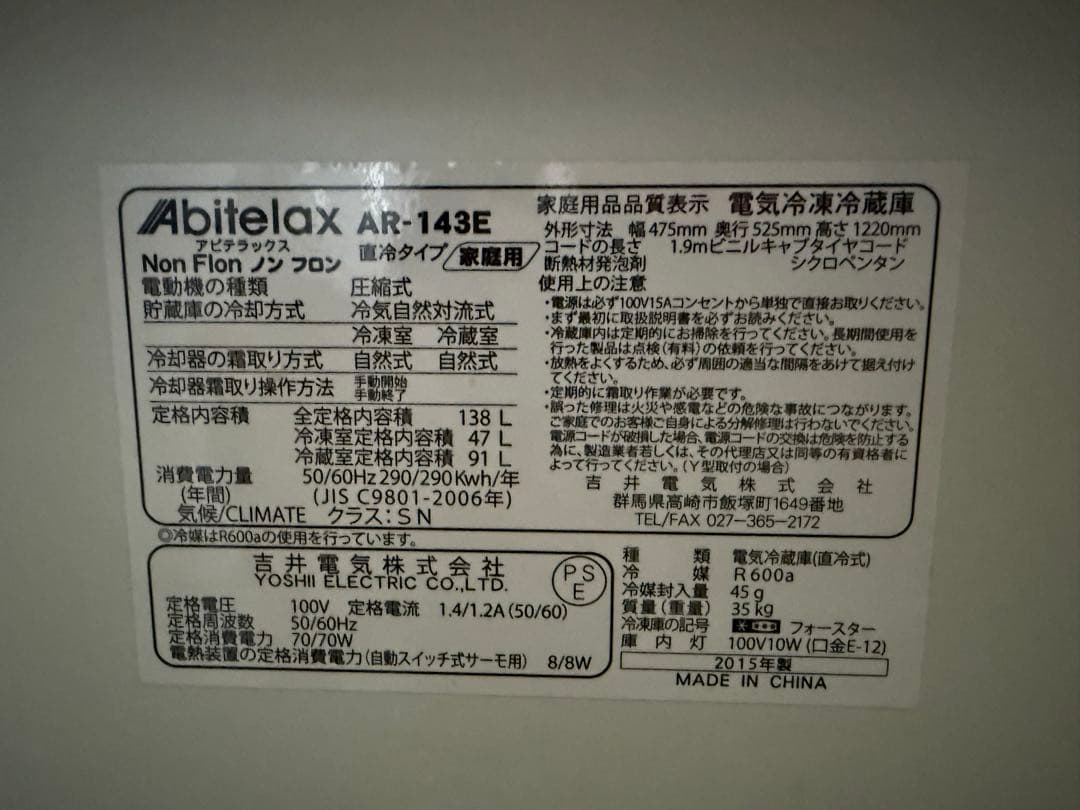 Abitelax AR-143E
アビテラックス
Non Flon ノン フロン
直冷タイプ 家庭用
電動機の種類 圧縮式
貯蔵庫の冷却方式 冷気自然対流式
冷凍室 冷蔵室
冷却器の霜取り方式 自然式 自然式
冷却器霜取り操作方法 手動開始
手動終了
定格内容積 全定格内容積 138 L
冷凍室定格内容積 47 L
冷蔵室定格内容積 91 L
消費電力量 50/60Hz 290/290Kwh/年
(年間) (JIS C9801-2006年)
気候/CLIMATE クラス:SN
家庭用品品質表示 電気冷凍冷蔵庫
外形寸法 幅 475mm 奥行 525mm 高さ 1220mm
コードの長さ 1.9mビニルキャブタイヤコード
断熱材発泡剤 シクロペンタン
使用上の注意
・電源は必ず100V15Aコンセントから単独で直接お取りください。
・まず最初に取扱説明書を必ずお読みください。
・冷蔵庫内は定期的にお掃除を行ってください。長期間使用を
行った製品は点検(有料)の依頼を行ってください。
・放熱をよくするため、必ず周囲の適当な間隔をあけて据え付け
てください。
・定期的に霜取り作業が必要です。
・誤った修理は火災や感電などの危険な事故につながります。
ご家庭でのお客様ご自身による分解修理は行わないでください。
電源コードが破損した場合、電源コードの交換は危険を防止する
為に、製造業者若しくは、その代理店又は同等の有資格者に
よって行ってください。(Y型取付の場合)
吉井電気株式会社
群馬県高崎市飯塚町1649番地
TEL/FAX 027-365-2172
◎冷媒はR600aの使用を行っています。
吉井電気株式会社
YOSHII ELECTRIC CO.,LTD.
PS
E
定格電圧 100V 定格電流 1.4/1.2A (50/60)
定格周波数 50/60Hz
定格消費電力 70/70W
電熱装置の定格消費電力(自動スイッチ式サーモ用) 8/8W
種類 電気冷蔵庫(直冷式)
冷媒 R600a
冷媒封入量 45g
質量(重量) 35kg
冷凍庫の記号 フォースター
庫内灯 100V10W (口金E-12)
2015年製
MADE IN CHINA